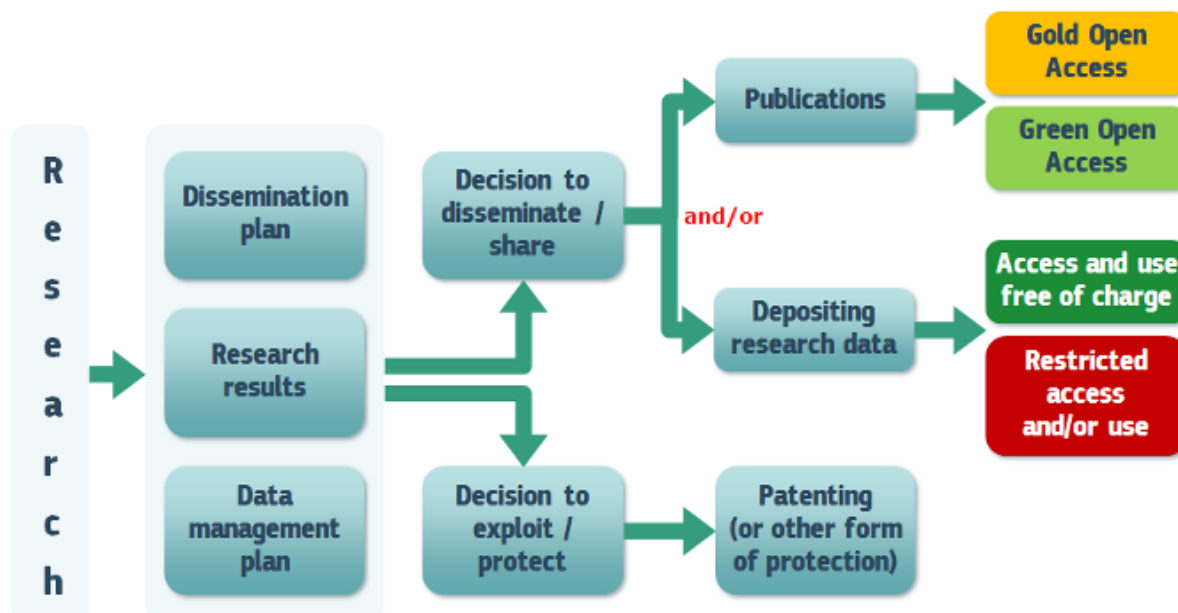 Research
Dissemination
plan
Research
results
Data
management
plan
Decision to
disseminate /
share
Decision to
exploit /
protect
and/or
Publications
Depositing
research data
Patenting
(or other form
of protection)
Gold Open
Access
Green Open
Access
Access and use
free of charge
Restricted
access
and/or use